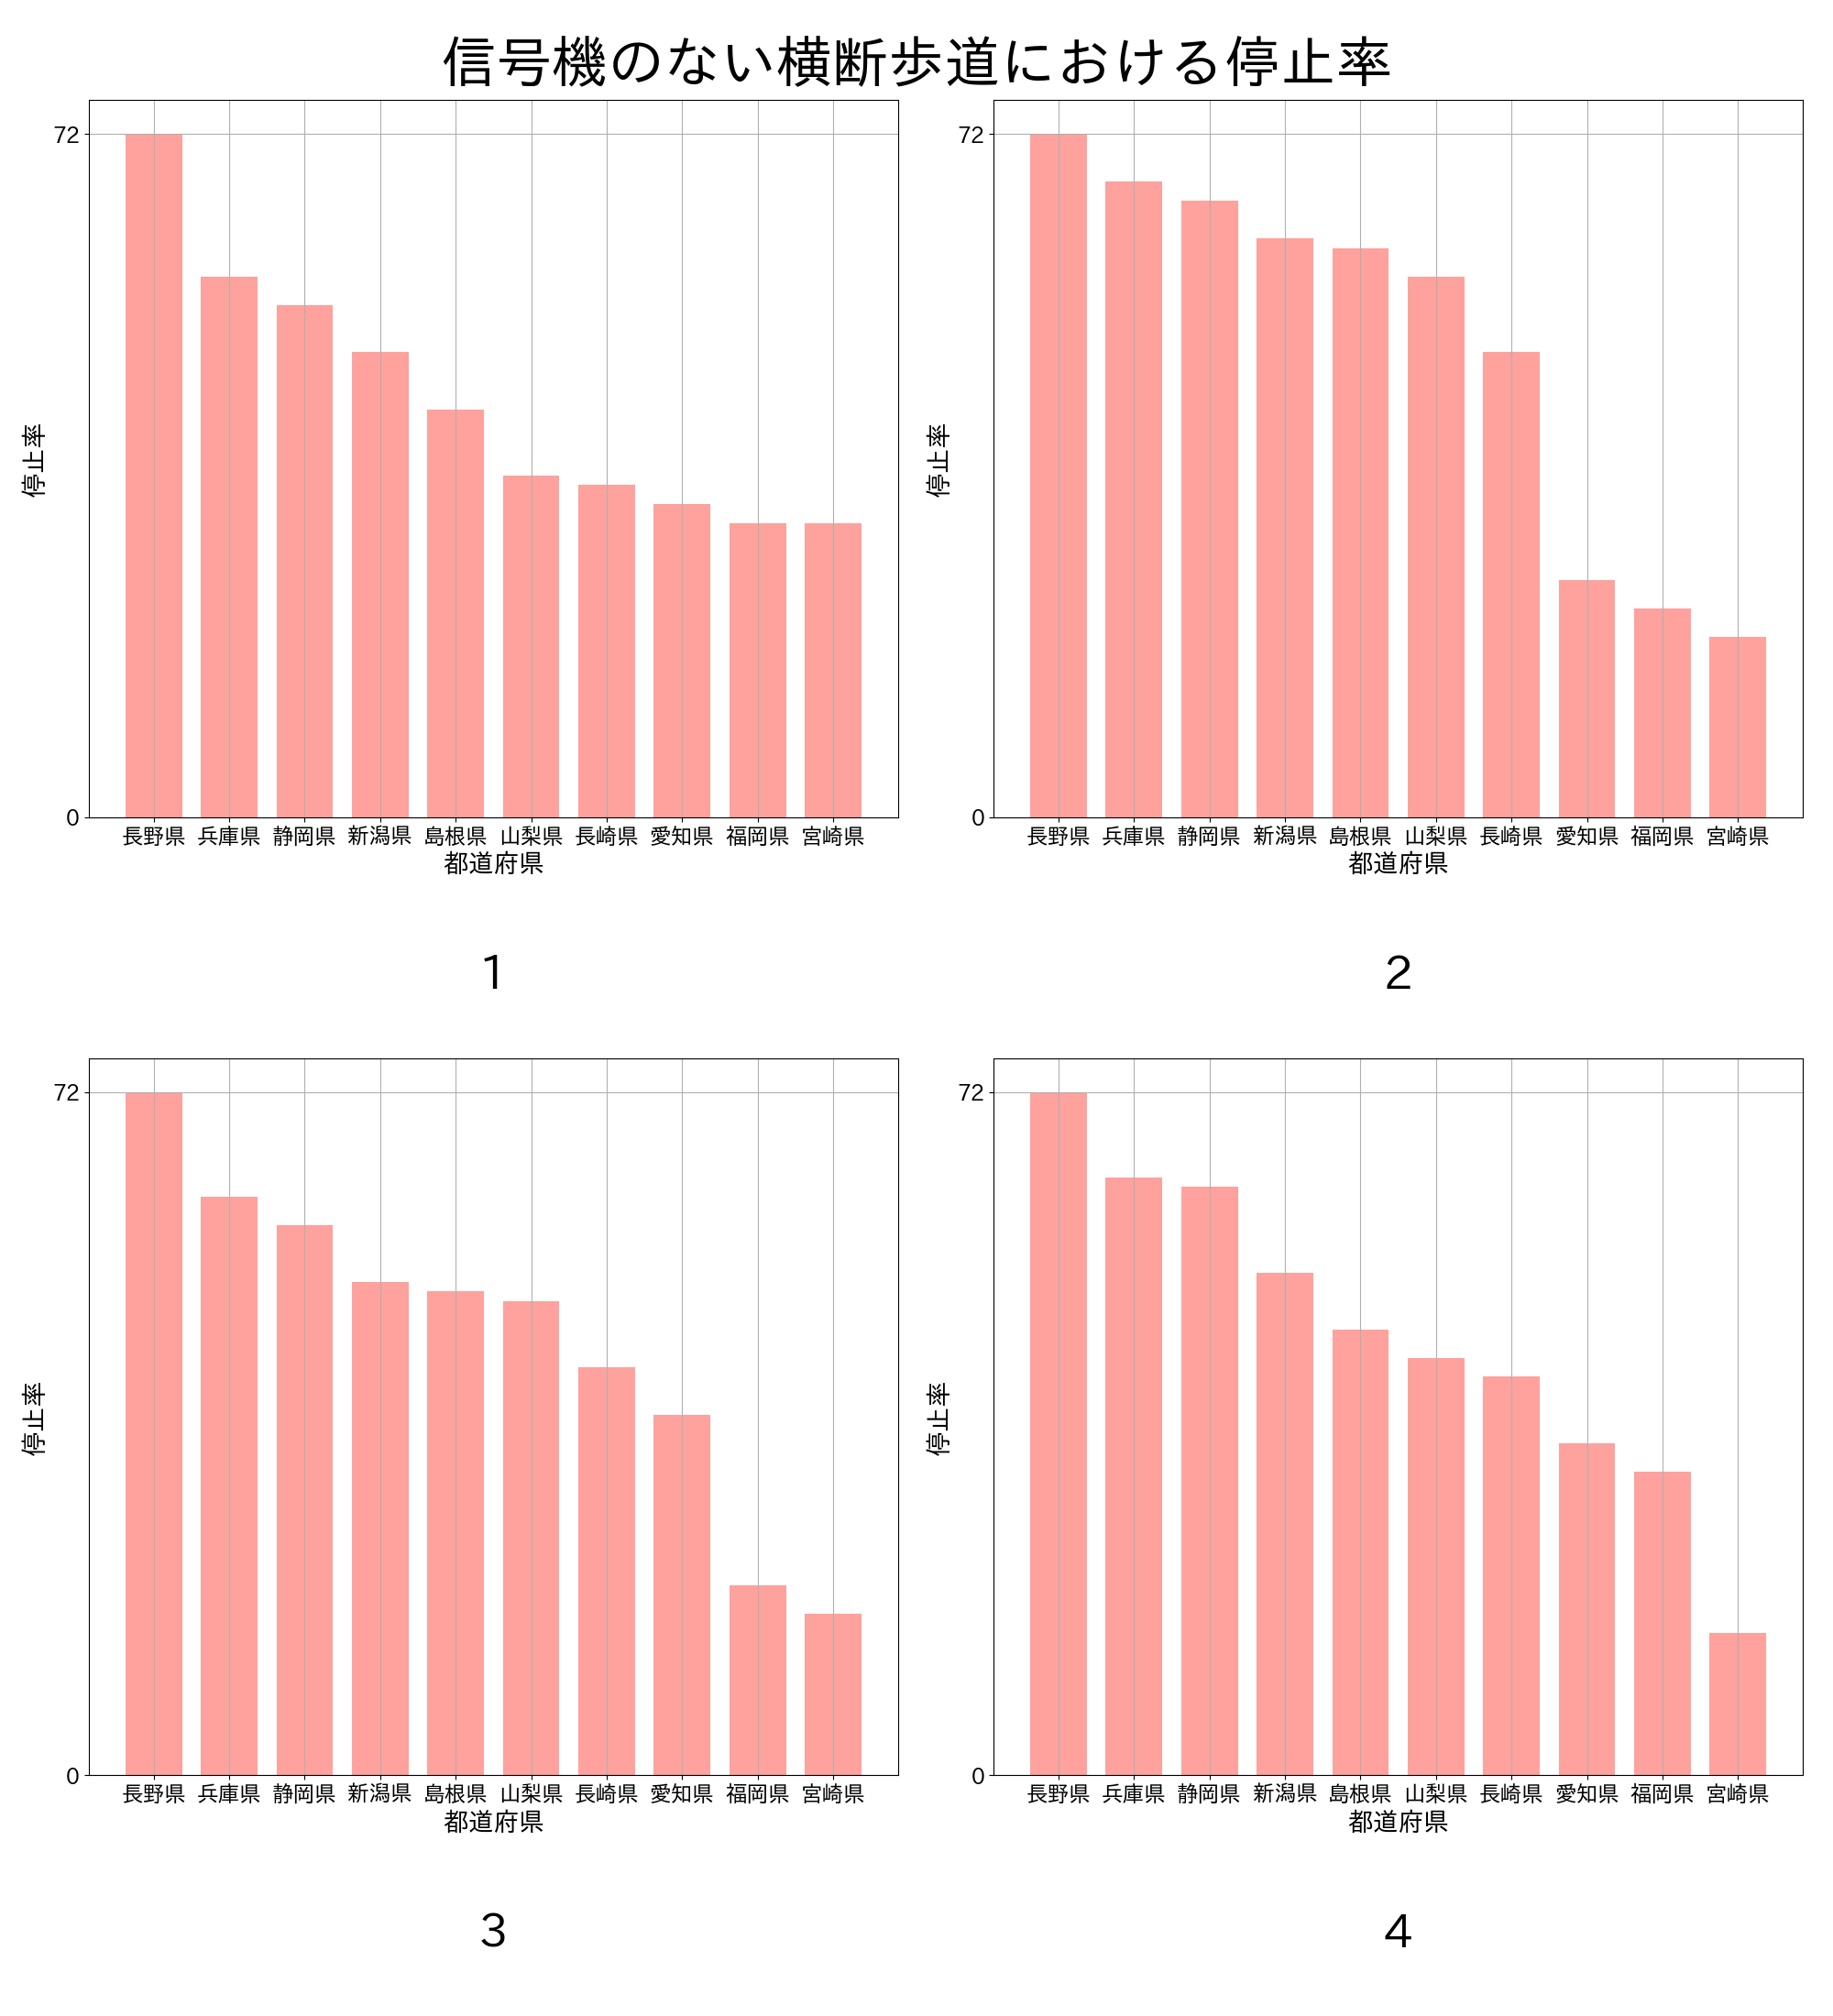 信号機のない横断歩道における停止率
72
0
停止率
長野県 兵庫県 静岡県 新潟県 島根県 山梨県 長崎県 愛知県 福岡県 宮崎県
都道府県
1
72
0
停止率
長野県 兵庫県 静岡県 新潟県 島根県 山梨県 長崎県 愛知県 福岡県 宮崎県
都道府県
2
72
0
停止率
長野県 兵庫県 静岡県 新潟県 島根県 山梨県 長崎県 愛知県 福岡県 宮崎県
都道府県
3
72
0
停止率
長野県 兵庫県 静岡県 新潟県 島根県 山梨県 長崎県 愛知県 福岡県 宮崎県
都道府県
4